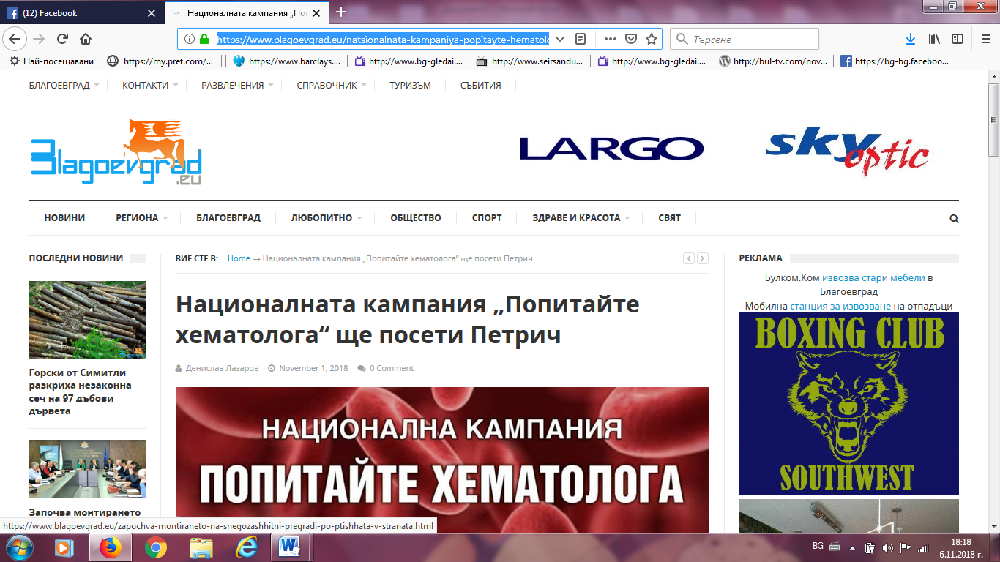 (12) Facebook
Националната кампания „Поп
https://www.blagoevgrad.eu/natsionalnata-kampaniya-popitayte-hematolo
Търсене
Най-посещавани
https://my.pret.com/...
https://www.barclays....
http://www.bg-gledai....
http://www.seirsandu...
http://www.bg-gledai....
http://bul-tv.com/nov...
https://bg-bg.faceboo...
БЛАГОЕВГРАД КОНТАКТИ РАЗВЛЕЧЕНИЯ СПРАВОЧНИК ТУРИЗЪМ СЪБИТИЯ
Blagoevgrad
.eu
LARGO
sky
optic
НОВИНИ РЕГИОНА БЛАГОЕВГРАД ЛЮБОПИТНО ОБЩЕСТВО СПОРТ ЗДРАВЕ И КРАСОТА СВЯТ
ПОСЛЕДНИ НОВИНИ
Горски от Симитли
разкриха незаконна
сеч на 97 дъбови
дървета
Започва монтирането
ВИЕ СТЕ В: Home → Националната кампания „Попитайте хематолога“ ще посети Петрич
Националната кампания „Попитайте
хематолога“ ще посети Петрич
Денислав Лазаров November 1, 2018 0 Comment
НАЦИОНАЛНА КАМПАНИЯ
ПОПИТАЙТЕ ХЕМАТОЛОГА
РЕКЛАМА
Булком.Ком извозва стари мебели в
Благоевград
Мобилна станция за извозване на отпадъци
BOXING CLUB
SOUTHWEST
https://www.blagoevgrad.eu/zapochva-montiraneto-na-snegozashhitni-pregradi-po-ptishhata-v-stranata.html
BG
18:18
6.11.2018 г.